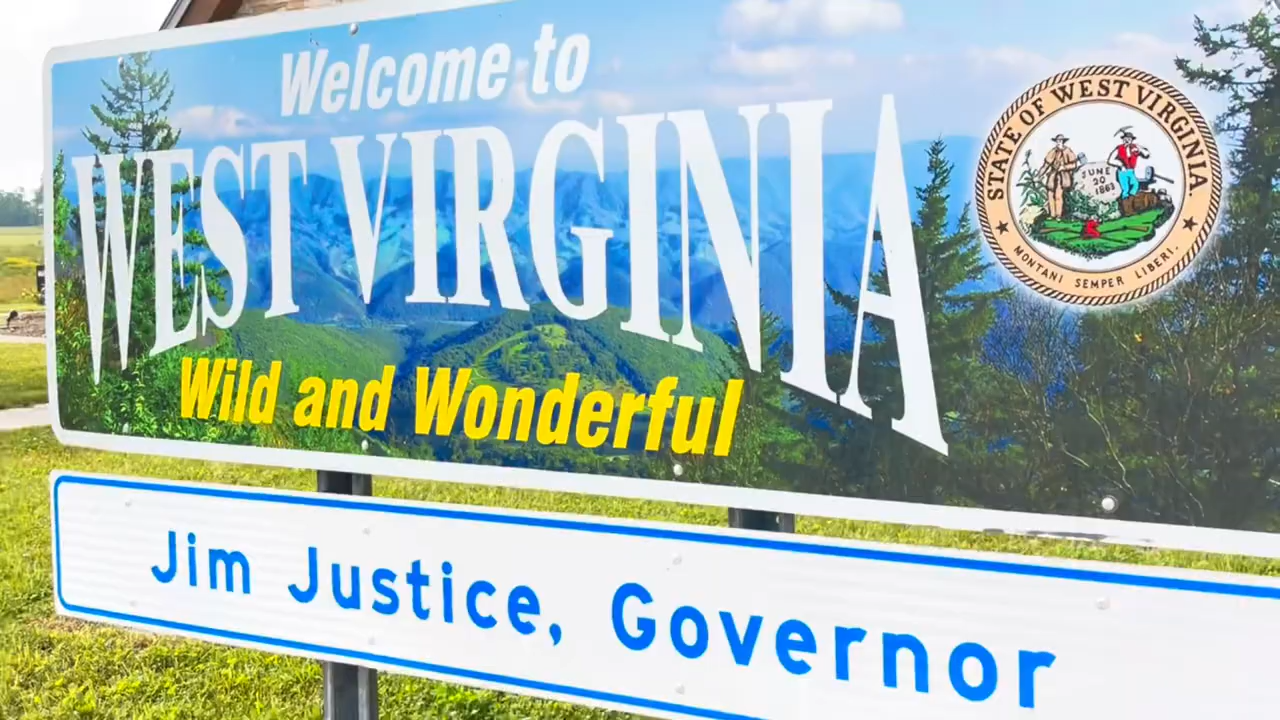 Welcome to
WEST VIRGINIA
Wild and Wonderful
STATE OF WEST VIRGINIA.
JUNE
20
1863
MONTANI SEMPER LIBERI.
Jim Justice, Governor